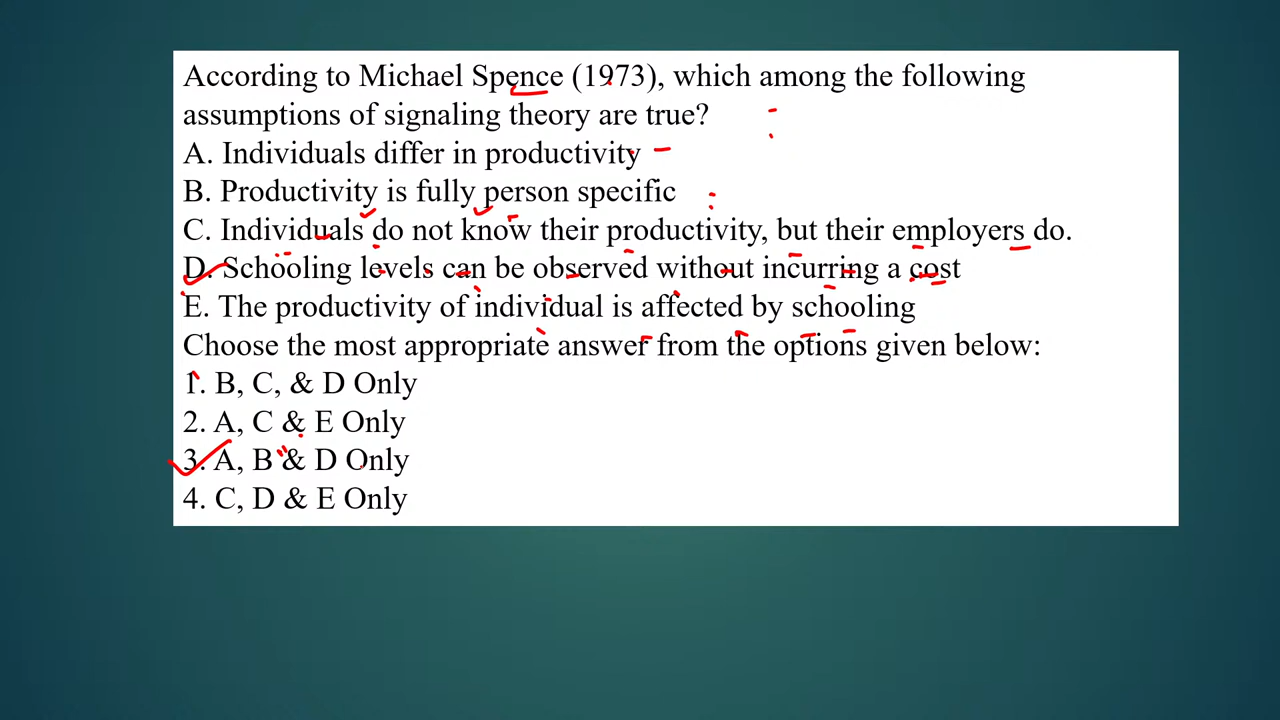 According to Michael Spence (1973), which among the following
assumptions of signaling theory are true?
A. Individuals differ in productivity
B. Productivity is fully person specific
C. Individuals do not know their productivity, but their employers do.
D. Schooling levels can be observed without incurring a cost
E. The productivity of individual is affected by schooling
Choose the most appropriate answer from the options given below:
1. B, C, & D Only
2. A, C & E Only
3. A, B & D Only
4. C, D & E Only